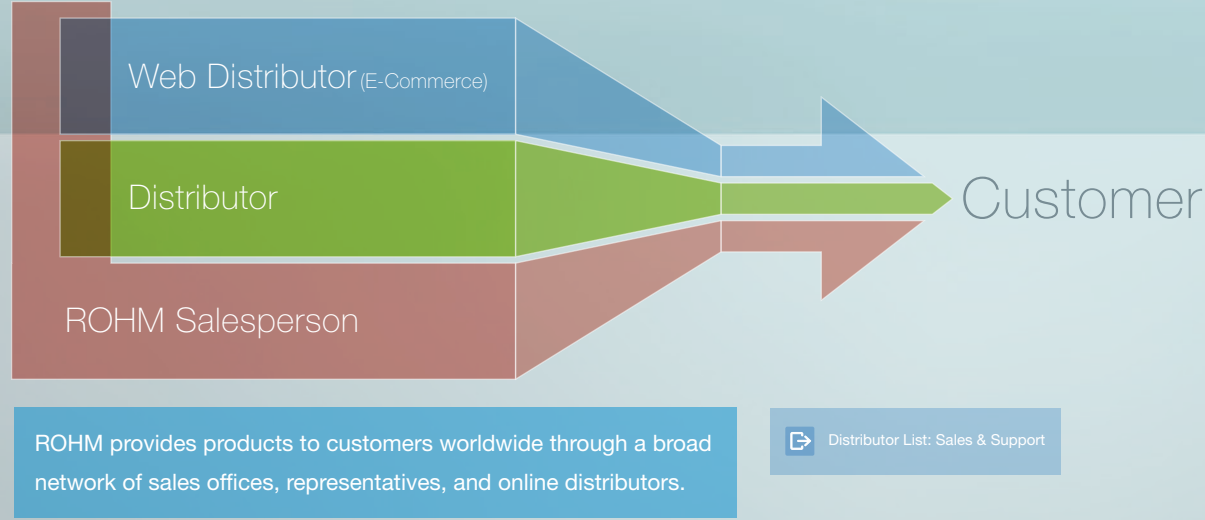 Web Distributor (E-Commerce)
Distributor
Customer
ROHM Salesperson
ROHM provides products to customers worldwide through a broad
network of sales offices, representatives, and online distributors.
Distributor List: Sales & Support